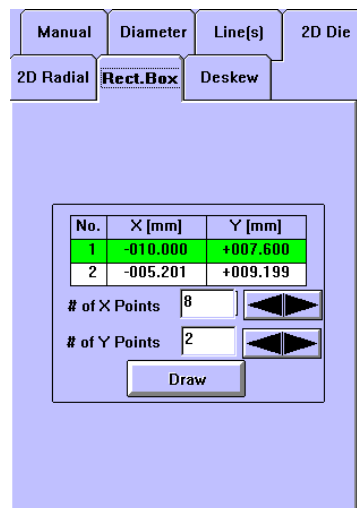 Manual Diameter Line(s) 2D Die
2D Radial Rect.Box Deskew
No. X [mm] Y [mm]
1 -010.000 +007.600
2 -005.201 +009.199
# of X Points 8
# of Y Points 2
Draw